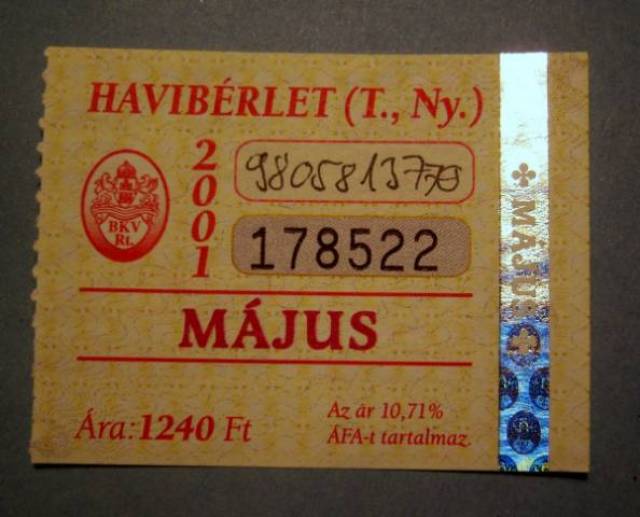 HAVIBÉRLET (T., Ny.)
2001
178522
BKV
Rt.
MÁJUS
Ára: 1240 Ft
Az ár 10,71%
ÁFA-t tartalmaz.
MÁJUS